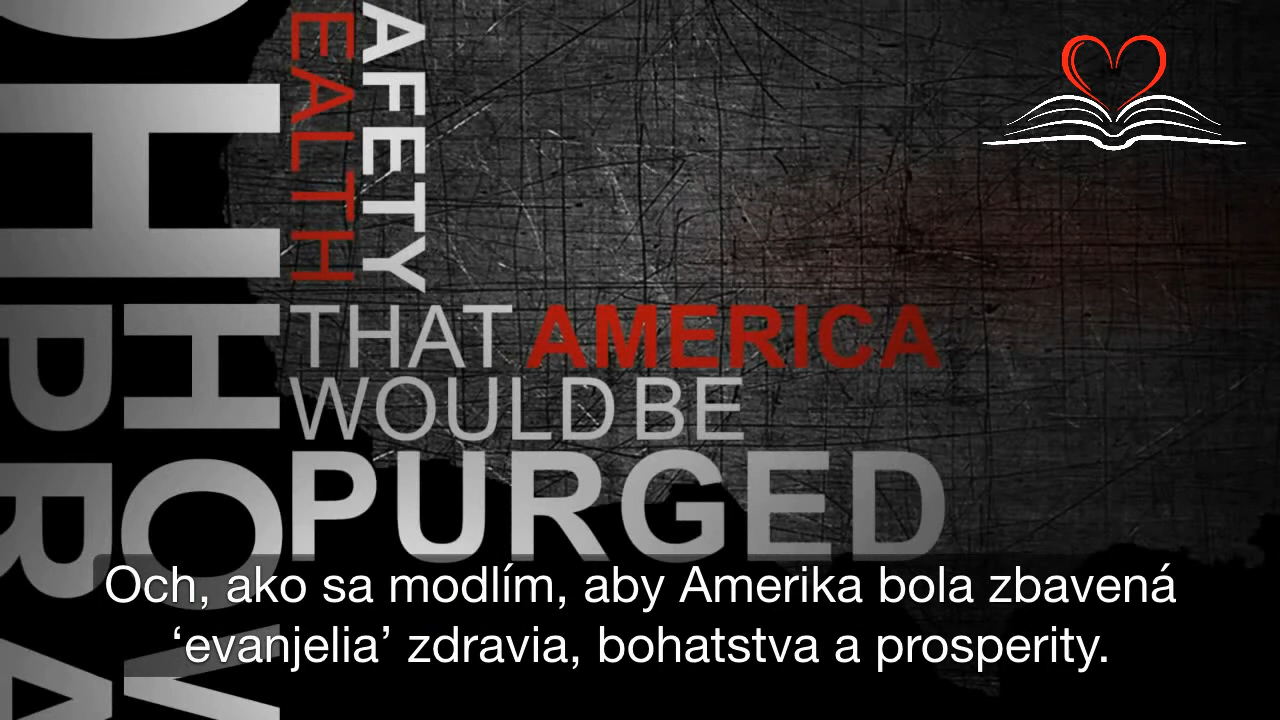 AFETY
EALTH
THAT AMERICA
WOULD BE
PURGED
Och, ako sa modlím, aby Amerika bola zbavená
‘evanjelia’ zdravia, bohatstva a prosperity.